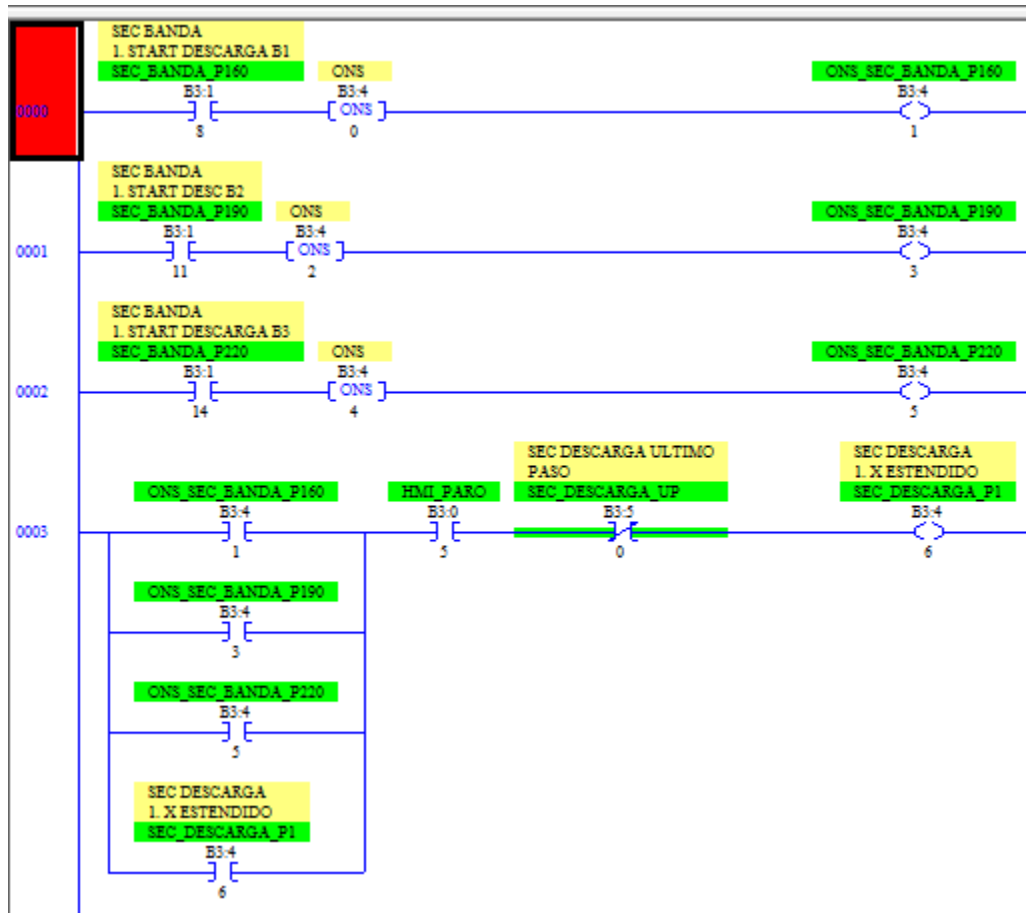 SEC BANDA
1. START DESCARGA B1
SEC_BANDA_P160 ONS ONS_SEC_BANDA_P160
B3:1 B3:4 B3:4
0000 ONS
8 0 1
SEC BANDA
1. START DESC B2
SEC_BANDA_P190 ONS ONS_SEC_BANDA_P190
B3:1 B3:4 B3:4
0001 ONS
11 2 3
SEC BANDA
1. START DESCARGA B3
SEC_BANDA_P220 ONS ONS_SEC_BANDA_P220
B3:1 B3:4 B3:4
0002 ONS
14 4 5
SEC DESCARGA ULTIMO SEC DESCARGA
PASO 1. X ESTENDIDO
ONS_SEC_BANDA_P160 HMI_PARO SEC_DESCARGA_UP SEC_DESCARGA_P1
B3:4 B3:0 B3:5 B3:4
0003
1 5 0 6
ONS_SEC_BANDA_P190
B3:4
3
ONS_SEC_BANDA_P220
B3:4
5
SEC DESCARGA
1. X ESTENDIDO
SEC_DESCARGA_P1
B3:4
6